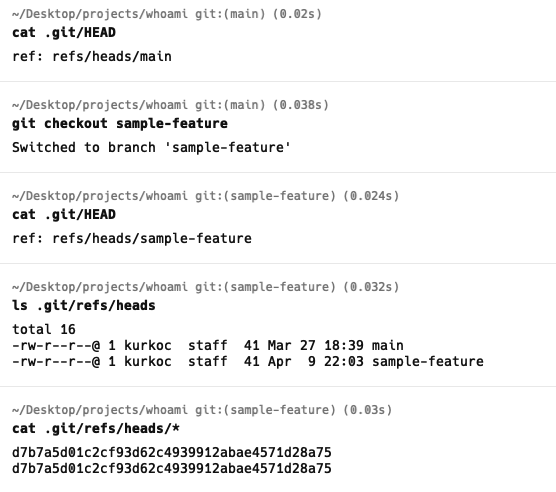 ~/Desktop/projects/whoami git:(main) (0.02s)
cat .git/HEAD
ref: refs/heads/main
~/Desktop/projects/whoami git:(main) (0.038s)
git checkout sample-feature
Switched to branch 'sample-feature'
~/Desktop/projects/whoami git:(sample-feature) (0.024s)
cat .git/HEAD
ref: refs/heads/sample-feature
~/Desktop/projects/whoami git:(sample-feature) (0.032s)
ls .git/refs/heads
total 16
-rw-r--r--@ 1 kurkoc  staff  41 Mar 27 18:39 main
-rw-r--r--@ 1 kurkoc  staff  41 Apr  9 22:03 sample-feature
~/Desktop/projects/whoami git:(sample-feature) (0.03s)
cat .git/refs/heads/*
d7b7a5d01c2cf93d62c4939912abae4571d28a75
d7b7a5d01c2cf93d62c4939912abae4571d28a75